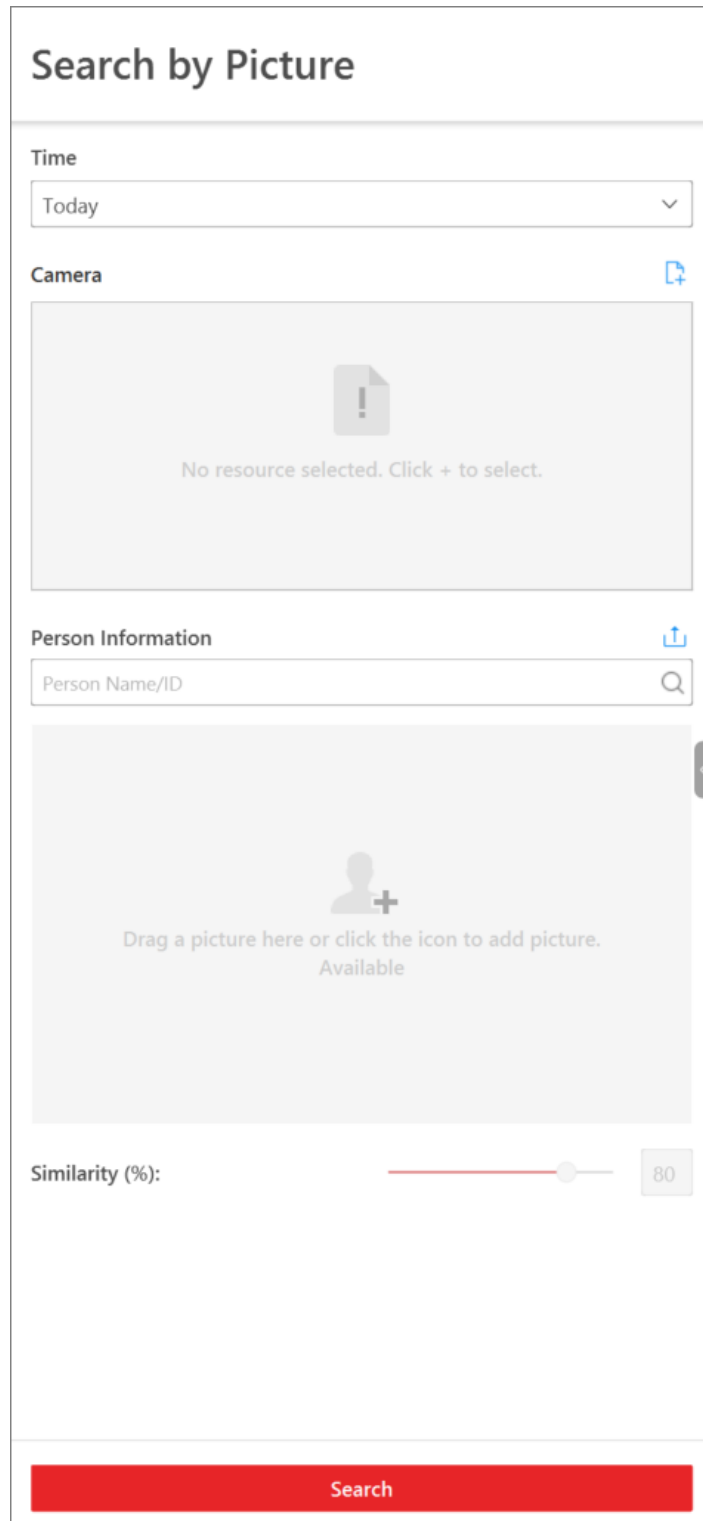 Search by Picture
Time
Today
Camera
No resource selected. Click + to select.
Person Information
Person Name/ID
Drag a picture here or click the icon to add picture.
Available
Similarity (%):
80
Search